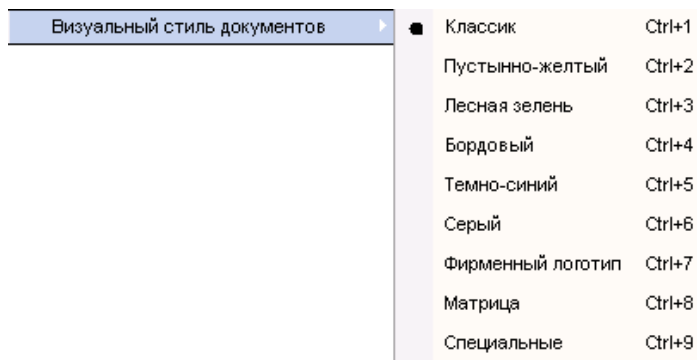 Визуальный стиль документов
Классик Ctrl+1
Пустынно-желтый Ctrl+2
Лесная зелень Ctrl+3
Бордовый Ctrl+4
Темно-синий Ctrl+5
Серый Ctrl+6
Фирменный логотип Ctrl+7
Матрица Ctrl+8
Специальные Ctrl+9